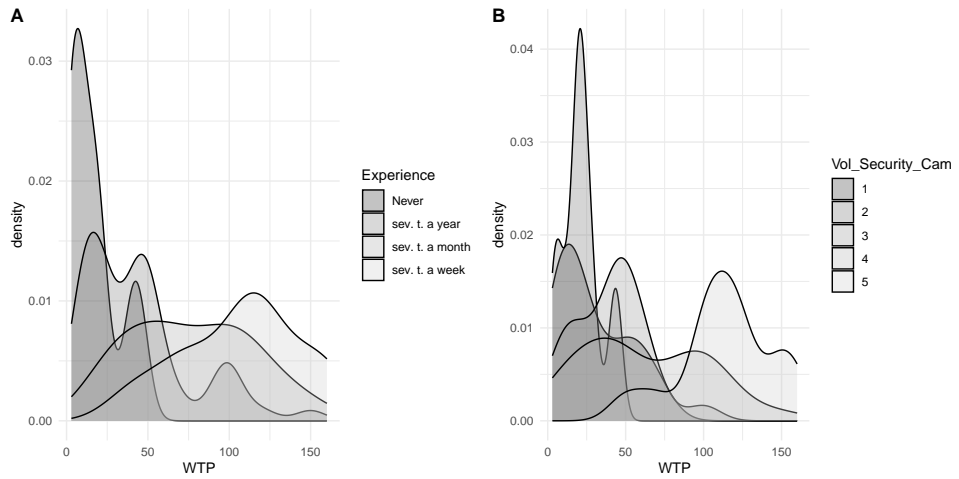 A
0.03
0.02
0.01
0.00
density
0
50
100
150
WTP
Experience
Never
sev. t. a year
sev. t. a month
sev. t. a week
B
0.04
0.03
0.02
0.01
0.00
density
0
50
100
150
WTP
Vol_Security_Cam
1
2
3
4
5